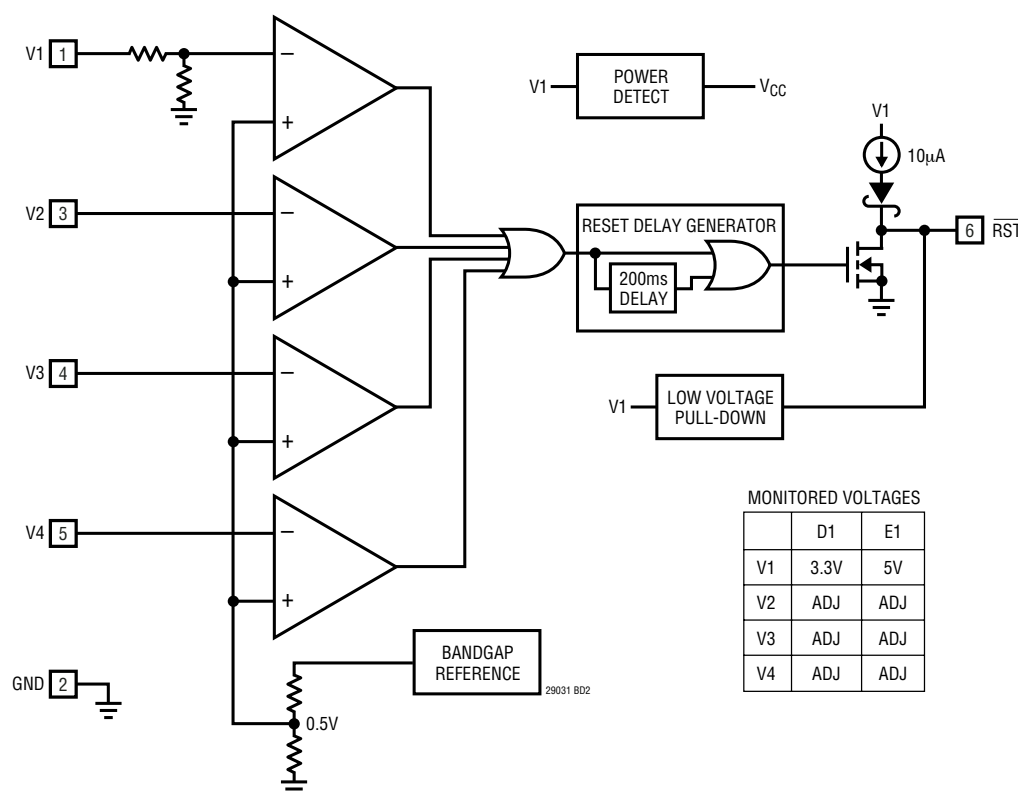 V1 1
−
+
POWER
DETECT
V1
VCC
V1
10µA
V2 3
−
+
RESET DELAY GENERATOR
200ms
DELAY
6 RST
V3 4
−
+
V1
LOW VOLTAGE
PULL-DOWN
V4 5
−
+
MONITORED VOLTAGES
D1 E1
V1 3.3V 5V
V2 ADJ ADJ
V3 ADJ ADJ
V4 ADJ ADJ
GND 2
BANDGAP
REFERENCE
29031 BD2
0.5V